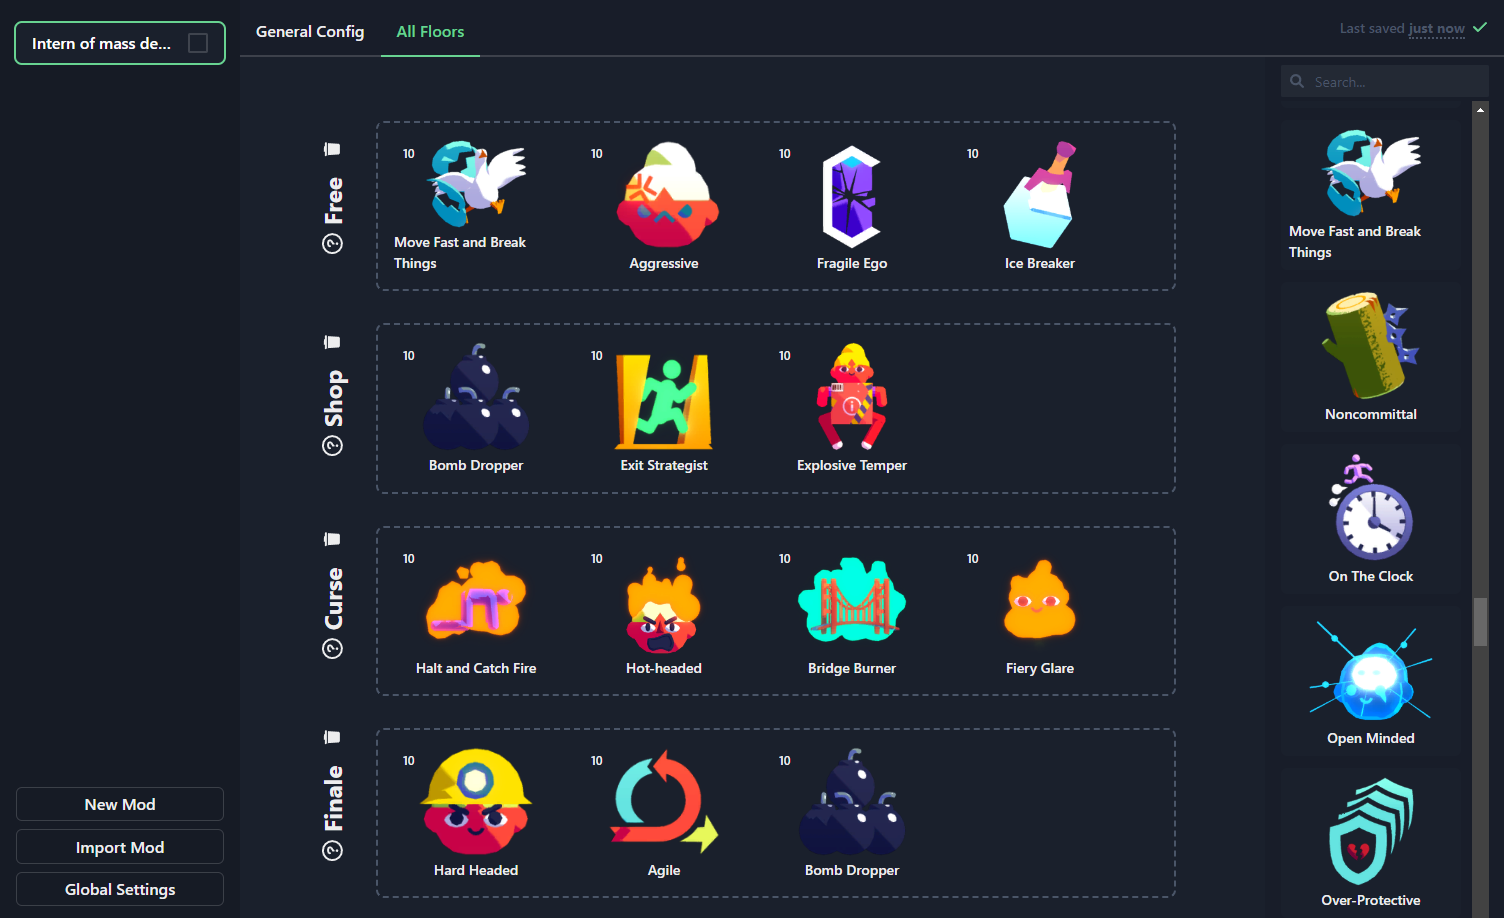 Intern of mass de...
General Config
All Floors
Last saved just now
Search...
Free
10
Move Fast and Break
Things
10
Aggressive
10
Fragile Ego
10
Ice Breaker
Shop
10
Bomb Dropper
10
Exit Strategist
10
Explosive Temper
Curse
10
Halt and Catch Fire
10
Hot-headed
10
Bridge Burner
10
Fiery Glare
Finale
10
Hard Headed
10
Agile
10
Bomb Dropper
Move Fast and Break
Things
Noncommittal
On The Clock
Open Minded
Over-Protective
New Mod
Import Mod
Global Settings